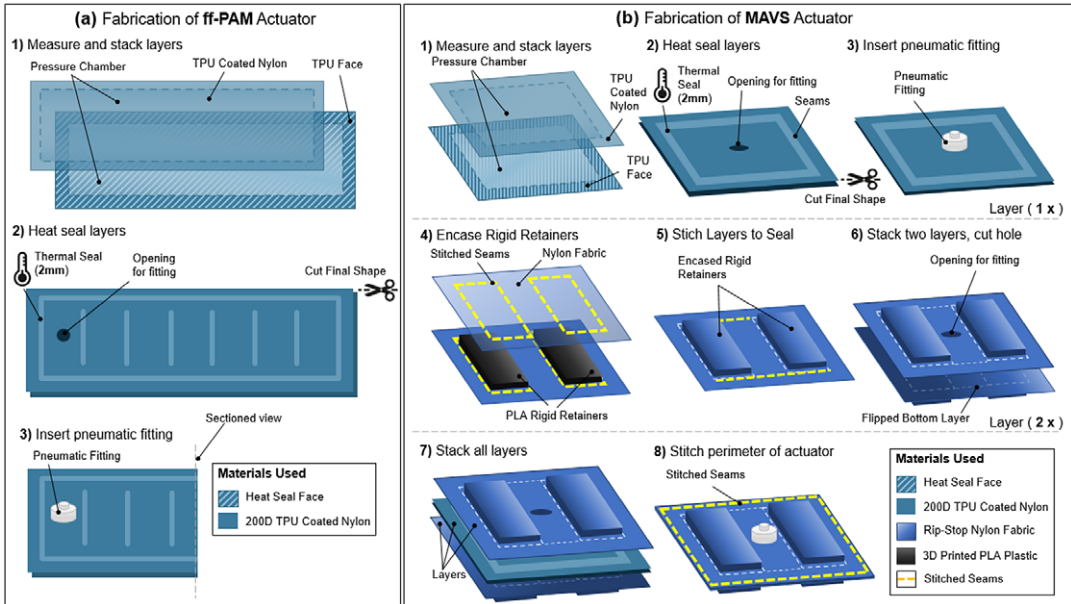 (a) Fabrication of ff-PAM Actuator
1) Measure and stack layers
Pressure Chamber
TPU Coated Nylon
TPU Face
2) Heat seal layers
Thermal Seal
(2mm)
Opening
for fitting
Cut Final Shape
Sectioned view
3) Insert pneumatic fitting
Pneumatic Fitting
Materials Used
Heat Seal Face
200D TPU Coated Nylon
(b) Fabrication of MAVS Actuator
1) Measure and stack layers
Pressure Chamber
TPU
Coated
Nylon
TPU
Face
2) Heat seal layers
Thermal
Seal
(2mm)
Opening for fitting
Seams
Cut Final Shape
3) Insert pneumatic fitting
Pneumatic
Fitting
Layer ( 1 x )
4) Encase Rigid Retainers
Stitched Seams
Nylon Fabric
PLA Rigid Retainers
5) Stich Layers to Seal
Encased Rigid
Retainers
6) Stack two layers, cut hole
Opening for fitting
Flipped Bottom Layer
Layer ( 2 x )
7) Stack all layers
Layers
8) Stitch perimeter of actuator
Stitched Seams
Materials Used
Heat Seal Face
200D TPU Coated Nylon
Rip-Stop Nylon Fabric
3D Printed PLA Plastic
Stitched Seams